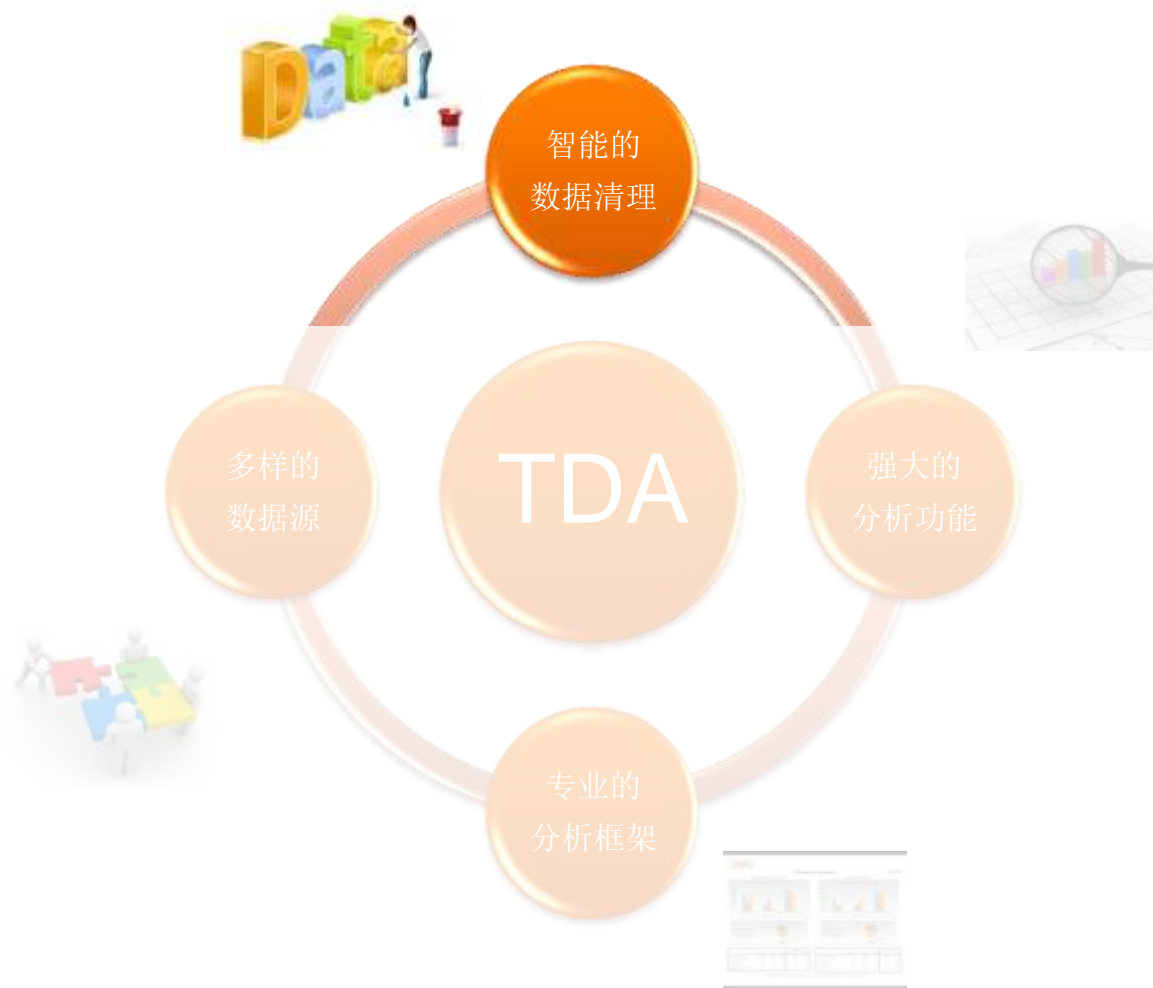 Data
智能的
数据清理
多样的
数据源
TDA
强大的
分析功能
专业的
分析框架